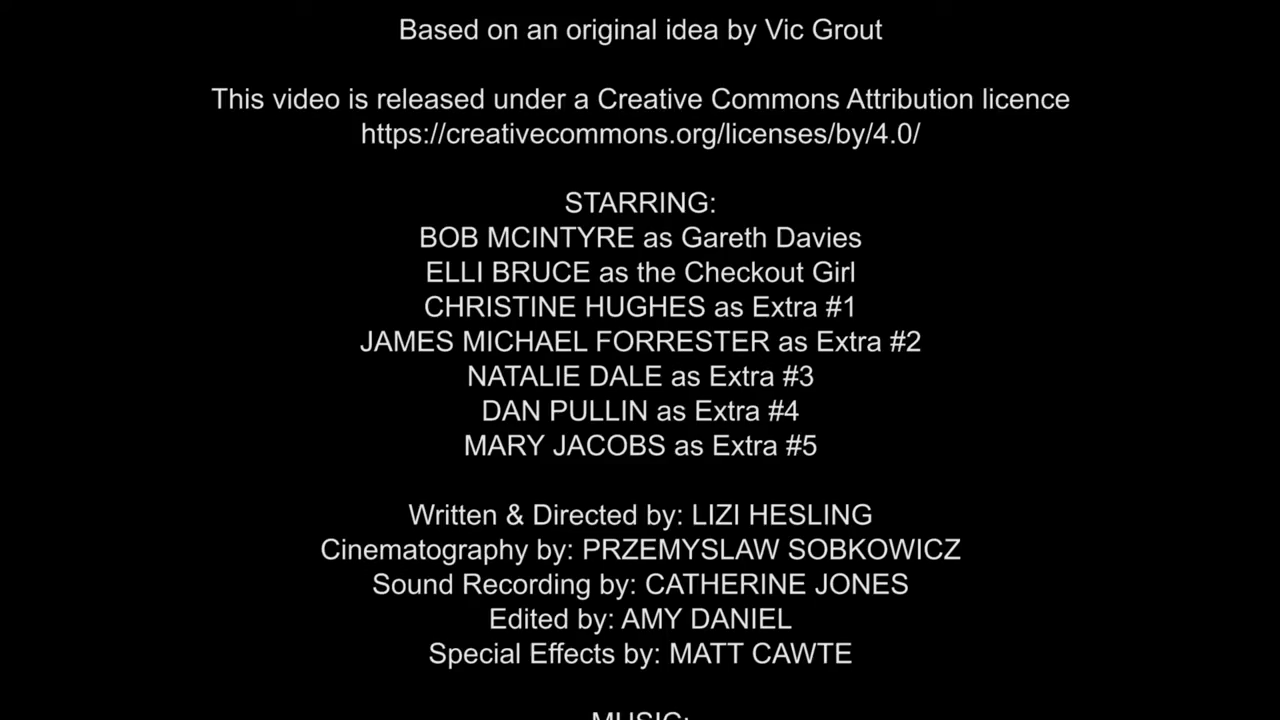 Based on an original idea by Vic Grout
This video is released under a Creative Commons Attribution licence
https://creativecommons.org/licenses/by/4.0/
STARRING:
BOB MCINTYRE as Gareth Davies
ELLI BRUCE as the Checkout Girl
CHRISTINE HUGHES as Extra #1
JAMES MICHAEL FORRESTER as Extra #2
NATALIE DALE as Extra #3
DAN PULLIN as Extra #4
MARY JACOBS as Extra #5
Written & Directed by: LIZI HESLING
Cinematography by: PRZEMYSLAW SOBKOWICZ
Sound Recording by: CATHERINE JONES
Edited by: AMY DANIEL
Special Effects by: MATT CAWTE
MUSIC: